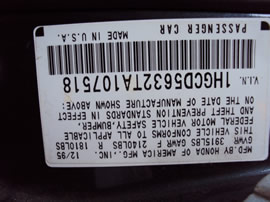 MFD.BY HONDA OF AMERICA MFG.,INC. 12/95
GVWR 3915LBS GAWR F 2140LBS R 1810LBS
THIS VEHICLE CONFORMS TO ALL APPLICABLE
FEDERAL MOTOR VEHICLE SAFETY,BUMPER,
AND THEFT PREVENTION STANDARDS IN EFFECT
ON THE DATE OF MANUFACTURE SHOWN ABOVE.
V.I.N. 1HGCD5632TA107518
PASSENGER CAR
MADE IN U.S.A.